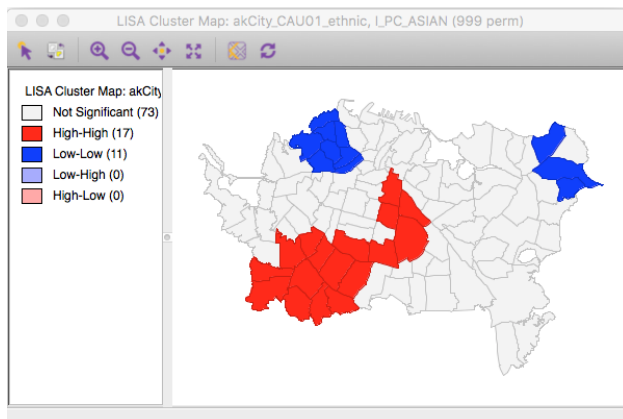 LISA Cluster Map: akCity_CAU01_ethnic, I_PC_ASIAN (999 perm)
LISA Cluster Map: akCity
Not Significant (73)
High-High (17)
Low-Low (11)
Low-High (0)
High-Low (0)